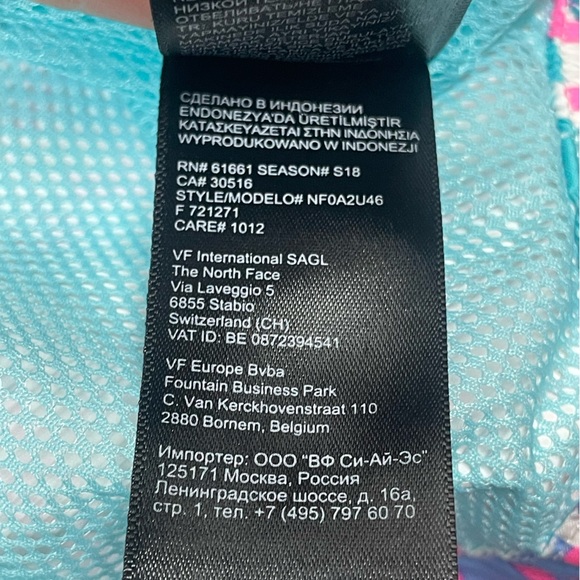 НИЗКОЙ
ОТБЕЛ
СДЕЛАНО В ИНДОНЕЗИИ
ENDONEZYA'DA ÜRETİLMİŞTİR
ΚΑΤΑΣΚΕΥΑΖΕΤΑΙ ΣΤΗΝ ΙΝΔΟΝΗΣΙΑ
WYPRODUKOWANO W INDONEZJI
RN# 61661 SEASON# S18
CA# 30516
STYLE/MODELO# NF0A2U46
F 721271
CARE# 1012
VF International SAGL
The North Face
Via Laveggio 5
6855 Stabio
Switzerland (CH)
VAT ID: BE 0872394541
VF Europe Bvba
Fountain Business Park
C. Van Kerckhovenstraat 110
2880 Bornem, Belgium
Импортер: ООО "ВФ Си-Ай-Эс"
125171 Москва, Россия
Ленинградское шоссе, д. 16а,
стр. 1, тел. +7 (495) 797 60 70